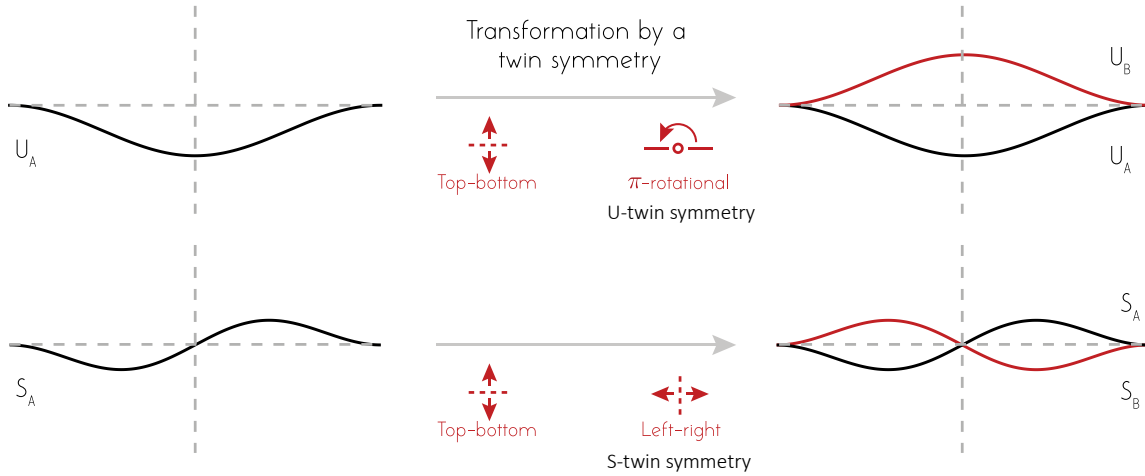 Transformation by a
twin symmetry
U_B
U_A
U_A
Top-bottom
π-rotational
U-twin symmetry
S_A
S_A
S_B
Top-bottom
Left-right
S-twin symmetry